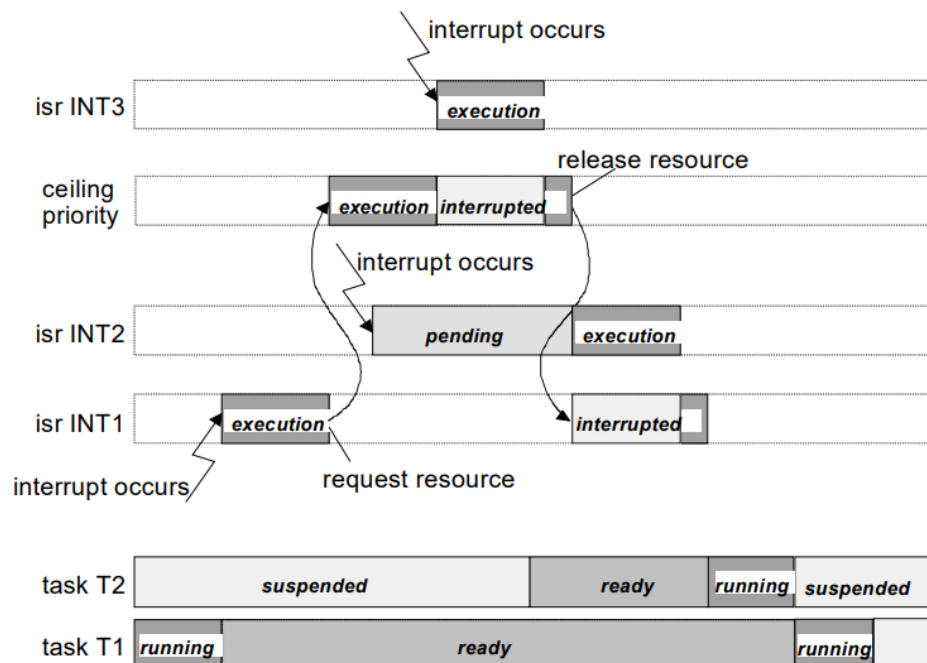 interrupt occurs
isr INT3
execution
release resource
ceiling
priority
execution
interrupted
interrupt occurs
isr INT2
pending
execution
isr INT1
execution
interrupted
interrupt occurs
request resource
task T2
suspended
ready
running
suspended
task T1
running
ready
running